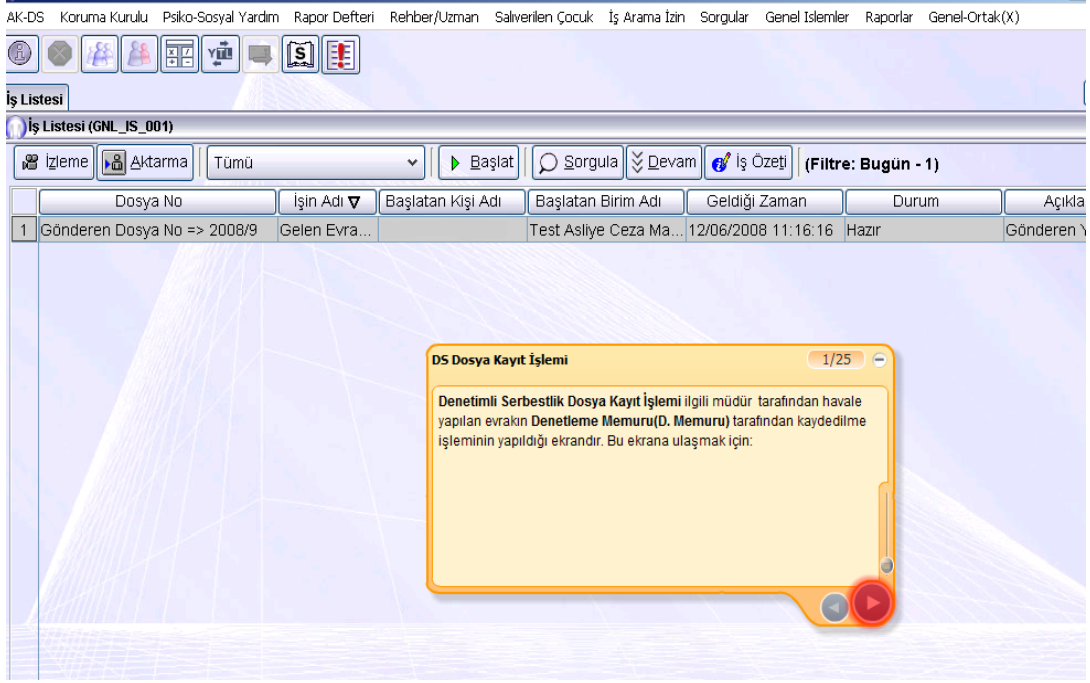 AK-DS Koruma Kurulu Psiko-Sosyal Yardım Rapor Defteri Rehber/Uzman Salıverilen Çocuk İş Arama İzin Sorgular Genel Islemler Raporlar Genel-Ortak(X)
YTL S
İş Listesi
İş Listesi (GNL_IS_001)
İzleme Aktarma Tümü Başlat Sorgula Devam İş Özeti (Filtre: Bugün - 1)
Dosya No İşin Adı Başlatan Kişi Adı Başlatan Birim Adı Geldiği Zaman Durum Açıkla
1 Gönderen Dosya No => 2008/9 Gelen Evra... Test Asliye Ceza Ma... 12/06/2008 11:16:16 Hazır Gönderen Y
DS Dosya Kayıt İşlemi 1/25
Denetimli Serbestlik Dosya Kayıt İşlemi ilgili müdür tarafından havale
yapılan evrakın Denetleme Memuru(D. Memuru) tarafından kaydedilme
işleminin yapıldığı ekrandır. Bu ekrana ulaşmak için: